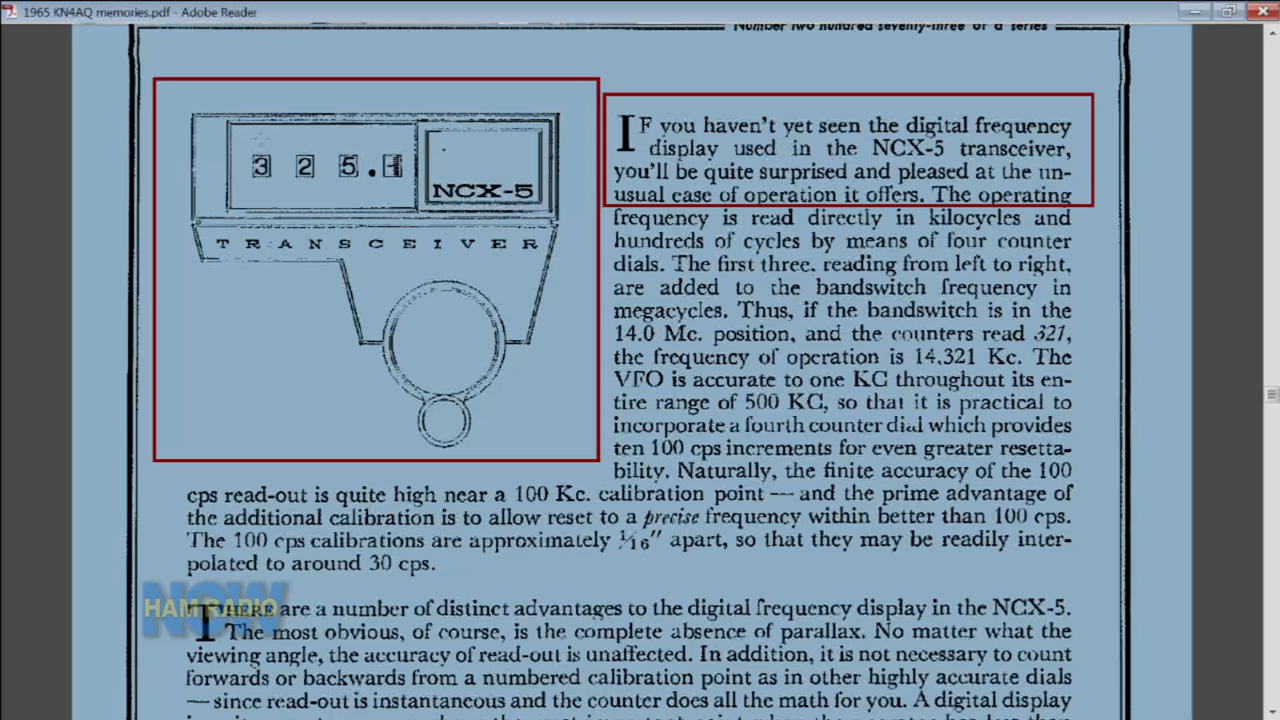 1965 KN4AQ memories.pdf - Adobe Reader
Number Two hundred seventy-three of a series
3 2 5.
NCX-5
TRANSCEIVER
IF you haven't yet seen the digital frequency
display used in the NCX-5 transceiver,
you'll be quite surprised and pleased at the un-
usual ease of operation it offers. The operating
frequency is read directly in kilocycles and
hundreds of cycles by means of four counter
dials. The first three, reading from left to right,
are added to the bandswitch frequency in
megacycles. Thus, if the bandswitch is in the
14.0 Mc. position, and the counters read 321,
the frequency of operation is 14,321 Kc. The
VFO is accurate to one KC throughout its en-
tire range of 500 KC, so that it is practical to
incorporate a fourth counter dial which provides
ten 100 cps increments for even greater resetta-
bility. Naturally, the finite accuracy of the 100
cps read-out is quite high near a 100 Kc. calibration point — and the prime advantage of
the additional calibration is to allow reset to a precise frequency within better than 100 cps.
The 100 cps calibrations are approximately 1/16" apart, so that they may be readily inter-
polated to around 30 cps.
HAM RADIO
NOW
THERE are a number of distinct advantages to the digital frequency display in the NCX-5.
The most obvious, of course, is the complete absence of parallax. No matter what the
viewing angle, the accuracy of read-out is unaffected. In addition, it is not necessary to count
forwards or backwards from a numbered calibration point as in other highly accurate dials
— since read-out is instantaneous and the counter does all the math for you. A digital display